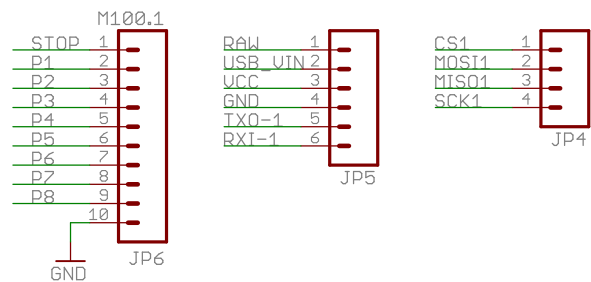 M100.1
STOP 1
P1 2
P2 3
P3 4
P4 5
P5 6
P6 7
P7 8
P8 9
10
GND
JP6
RAW 1
USB_VIN 2
VCC 3
GND 4
TXO-1 5
RXI-1 6
JP5
CS1 1
MOSI1 2
MISO1 3
SCK1 4
JP4